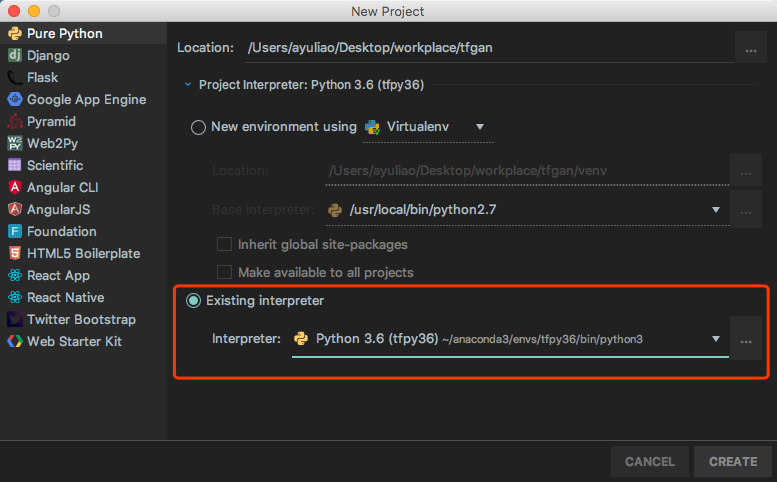 New Project
Pure Python
Django
Flask
Google App Engine
Pyramid
Web2Py
Scientific
Angular CLI
AngularJS
Foundation
HTML5 Boilerplate
React App
React Native
Twitter Bootstrap
Web Starter Kit
Location: /Users/ayuliao/Desktop/workplace/tfgan ...
Project Interpreter: Python 3.6 (tfpy36)
New environment using Virtualenv
Location: /Users/ayuliao/Desktop/workplace/tfgan/venv ...
Base interpreter: /usr/local/bin/python2.7 ...
Inherit global site-packages
Make available to all projects
Existing interpreter
Interpreter: Python 3.6 (tfpy36) ~/anaconda3/envs/tfpy36/bin/python3 ...
CANCEL CREATE